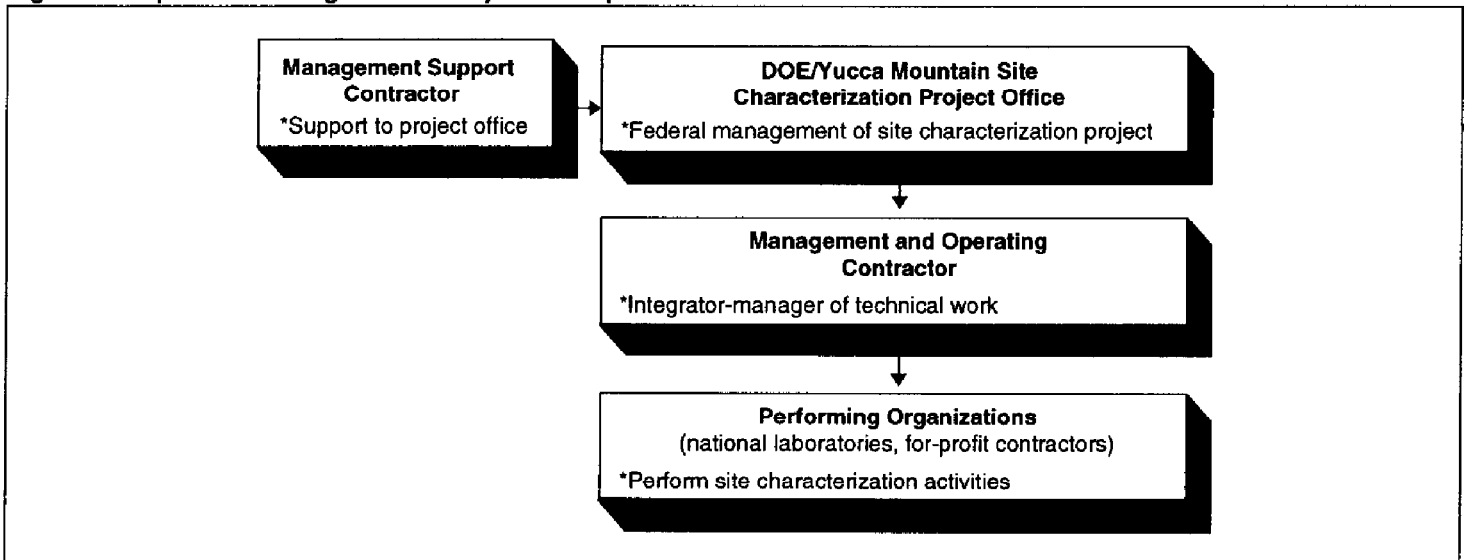 Management Support
Contractor
*Support to project office
DOE/Yucca Mountain Site
Characterization Project Office
*Federal management of site characterization project
Management and Operating
Contractor
*Integrator-manager of technical work
Performing Organizations
(national laboratories, for-profit contractors)
*Perform site characterization activities